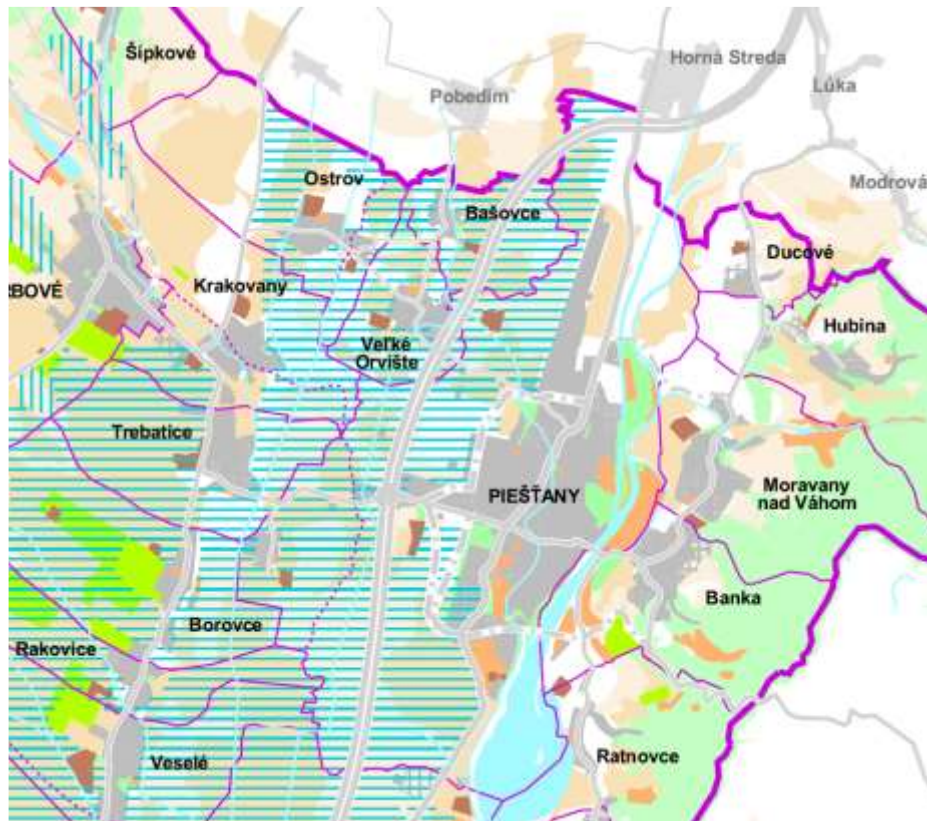 Šípkové
Horná Streda
Lúka
Pobedim
Modrová
Ostrov
Bašovce
Ducové
Krakovany
RBOVÉ
Hubina
Veľké
Orvište
Trebatice
PIEŠŤANY
Moravany
nad Váhom
Banka
Borovce
Rakovice
Ratnovce
Veselé